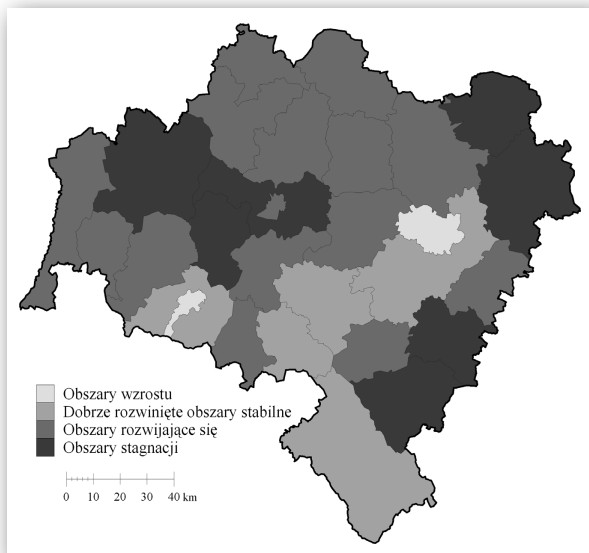 Obszary wzrostu
Dobrze rozwinięte obszary stabilne
Obszary rozwijające się
Obszary stagnacji
0 10 20 30 40 km